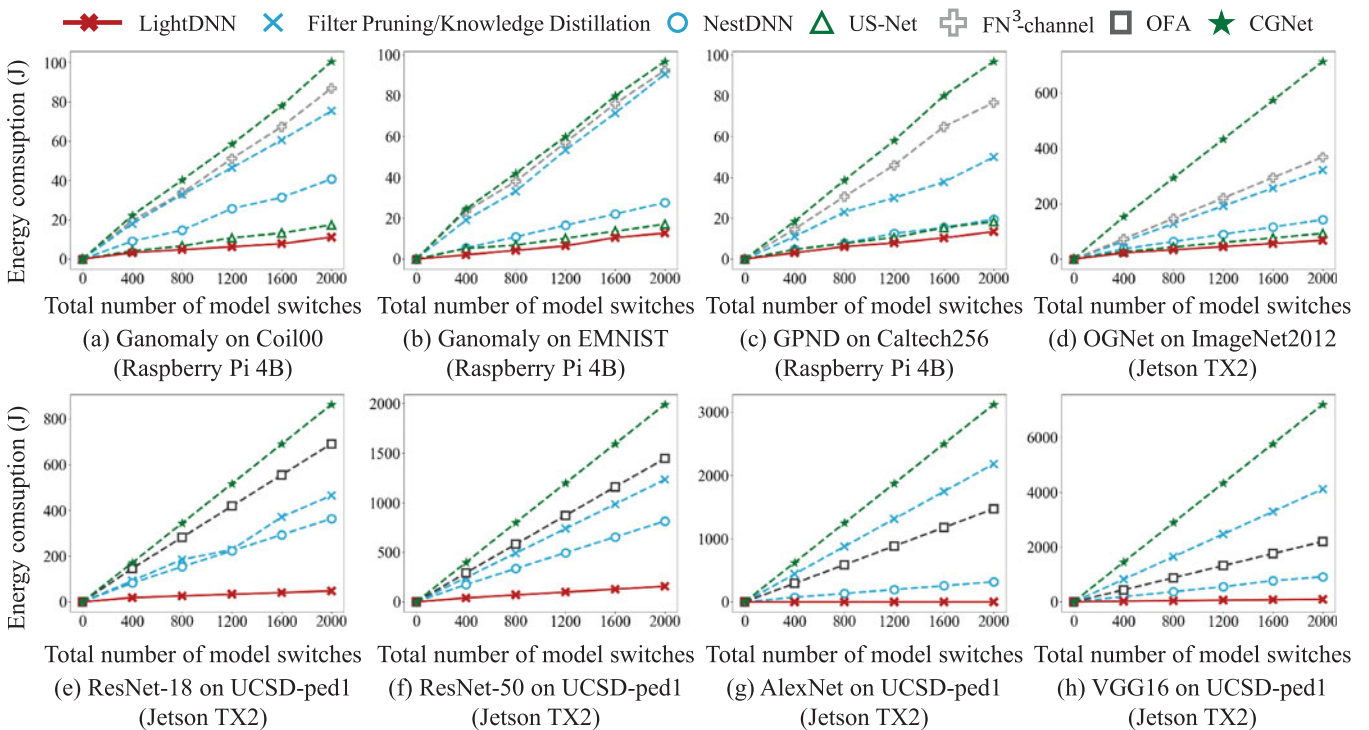 LightDNN Filter Pruning/Knowledge Distillation NestDNN US-Net FN³-channel OFA CGNet
Energy comsuption (J)
100
80
60
40
20
0
0 400 800 1200 1600 2000
Total number of model switches
(a) Ganomaly on Coil00
(Raspberry Pi 4B)
100
80
60
40
20
0
0 400 800 1200 1600 2000
Total number of model switches
(b) Ganomaly on EMNIST
(Raspberry Pi 4B)
100
80
60
40
20
0
0 400 800 1200 1600 2000
Total number of model switches
(c) GPND on Caltech256
(Raspberry Pi 4B)
600
400
200
0
0 400 800 1200 1600 2000
Total number of model switches
(d) OGNet on ImageNet2012
(Jetson TX2)
Energy comsuption (J)
800
600
400
200
0
0 400 800 1200 1600 2000
Total number of model switches
(e) ResNet-18 on UCSD-ped1
(Jetson TX2)
2000
1500
1000
500
0
0 400 800 1200 1600 2000
Total number of model switches
(f) ResNet-50 on UCSD-ped1
(Jetson TX2)
3000
2000
1000
0
0 400 800 1200 1600 2000
Total number of model switches
(g) AlexNet on UCSD-ped1
(Jetson TX2)
6000
4000
2000
0
0 400 800 1200 1600 2000
Total number of model switches
(h) VGG16 on UCSD-ped1
(Jetson TX2)